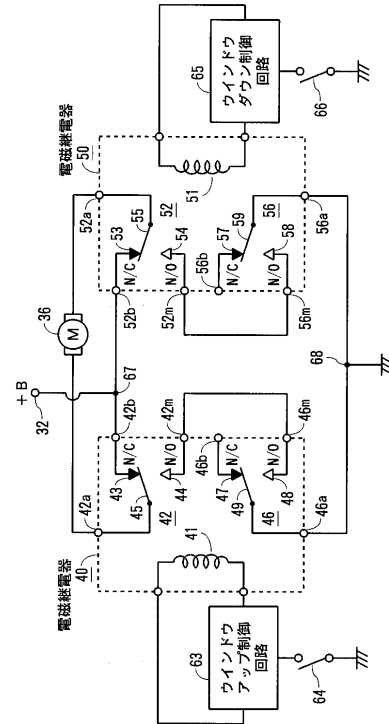 +B
32
36
M
電磁継電器
40
42a
42b
67
52b
52a
電磁継電器
50
43
N/C
45
42
44
N/O
42m
41
N/C
53
55
52
N/O
54
52m
51
63
ウインドウ
アップ制御
回路
46b
N/C
47
49
46
48
N/O
46m
46a
56b
N/C
57
59
56
N/O
58
56m
56a
65
ウインドウ
ダウン制御
回路
64
68
66